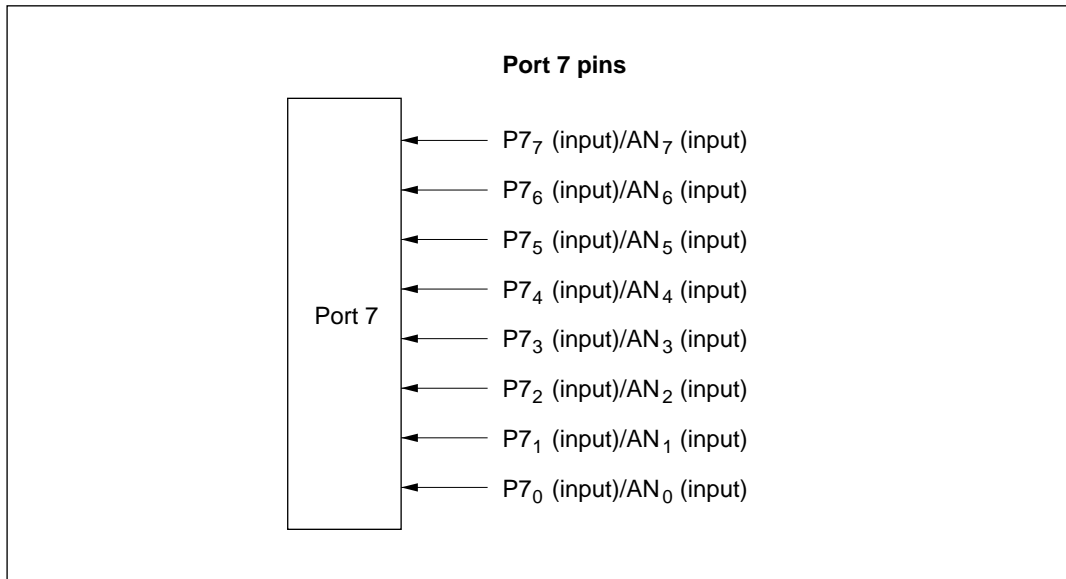 Port 7 pins
P7₇ (input)/AN₇ (input)
P7₆ (input)/AN₆ (input)
P7₅ (input)/AN₅ (input)
P7₄ (input)/AN₄ (input)
Port 7
P7₃ (input)/AN₃ (input)
P7₂ (input)/AN₂ (input)
P7₁ (input)/AN₁ (input)
P7₀ (input)/AN₀ (input)